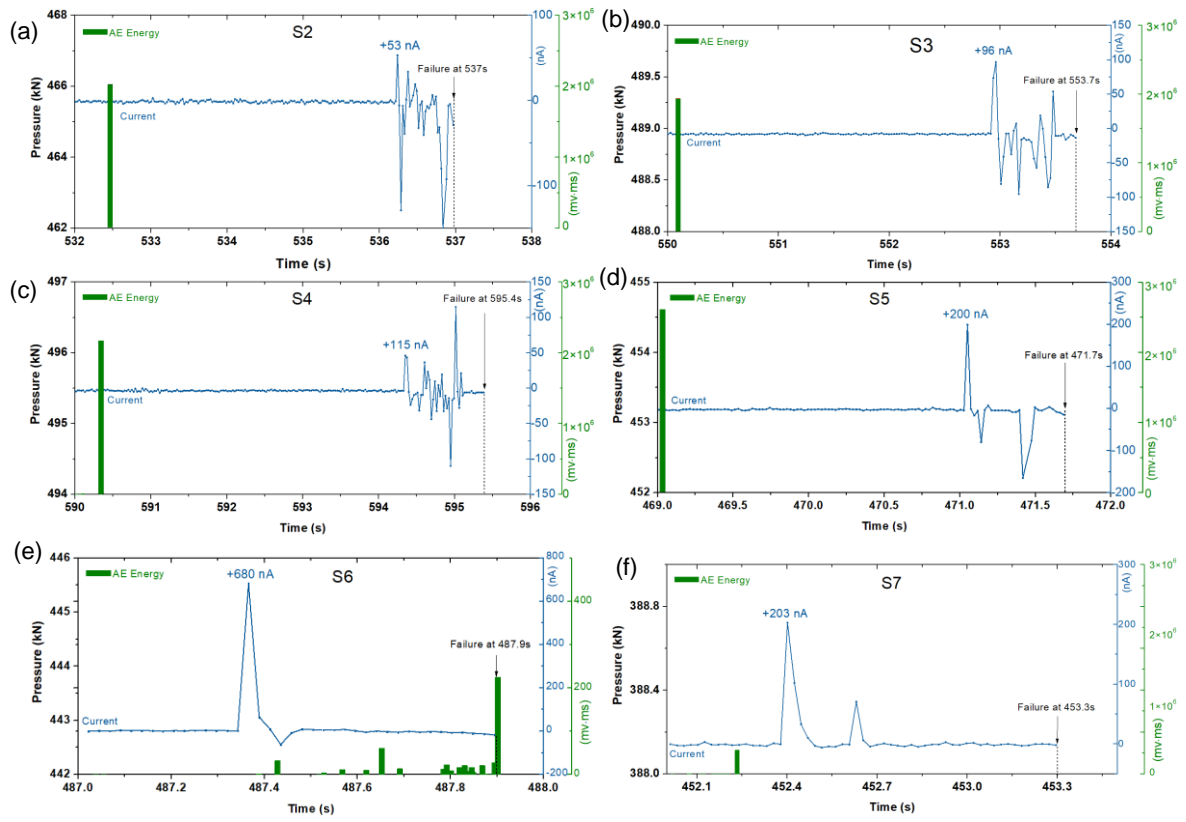 (a)
S2
AE Energy
+53 nA
Failure at 537s
Current
Pressure (kN)
468
466
464
462
532 533 534 535 536 537 538
Time (s)
100
0
-100
(nA)
3×10⁶
2×10⁶
1×10⁶
0
(mv·ms)
(b)
S3
AE Energy
+96 nA
Failure at 553.7s
Current
Pressure (kN)
490.0
489.5
489.0
488.5
488.0
550 551 552 553 554
Time (s)
150
100
50
0
-50
-100
-150
(nA)
3×10⁶
2×10⁶
1×10⁶
0
(mv·ms)
(c)
S4
AE Energy
+115 nA
Failure at 595.4s
Current
Pressure (kN)
497
496
495
494
590 591 592 593 594 595 596
Time (s)
150
100
50
0
-50
-100
150
(nA)
3×10⁶
2×10⁶
1×10⁶
0
(mv·ms)
(d)
S5
AE Energy
+200 nA
Failure at 471.7s
Current
Pressure (kN)
455
454
453
452
469.0 469.5 470.0 470.5 471.0 471.5 472.0
Time (s)
300
200
100
0
-100
-200
(nA)
3×10⁶
2×10⁶
1×10⁶
0
(mv·ms)
(e)
S6
AE Energy
+680 nA
Failure at 487.9s
Current
Pressure (kN)
446
445
444
443
442
487.0 487.2 487.4 487.6 487.8 488.0
Time (s)
800
600
400
200
0
-200
(nA)
400
200
0
(mv·ms)
(f)
S7
AE Energy
+203 nA
Failure at 453.3s
Current
Pressure (kN)
388.8
388.4
388.0
452.1 452.4 452.7 453.0 453.3
Time (s)
300
200
100
0
(nA)
3×10⁶
2×10⁶
1×10⁶
0
(mv·ms)